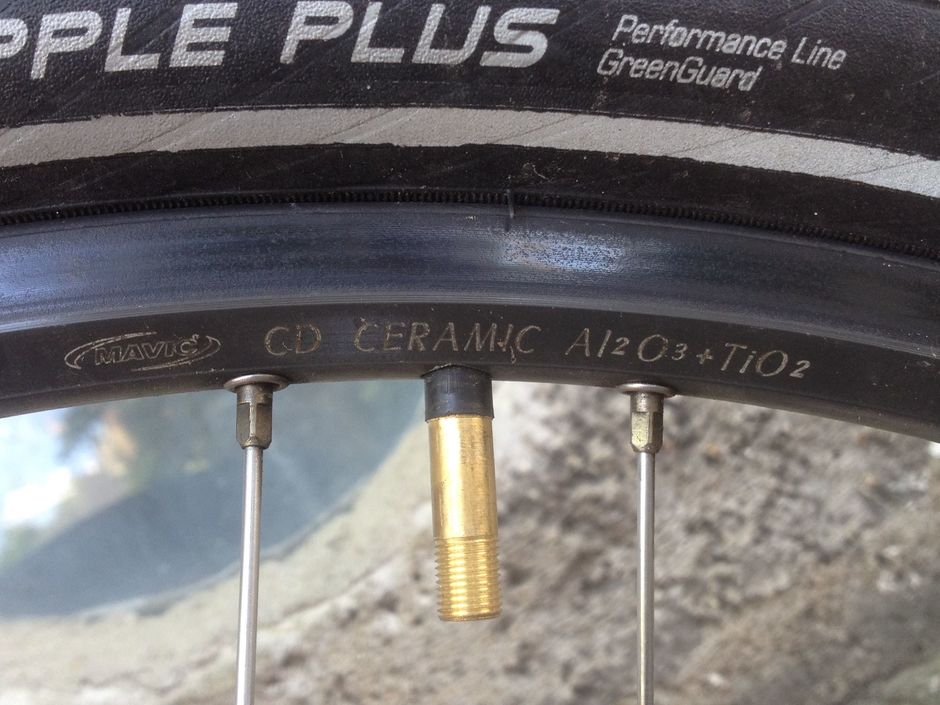 PPLE PLUS
Performance Line
GreenGuard
MAVIC
CD CERAMIC Al2O3+TiO2